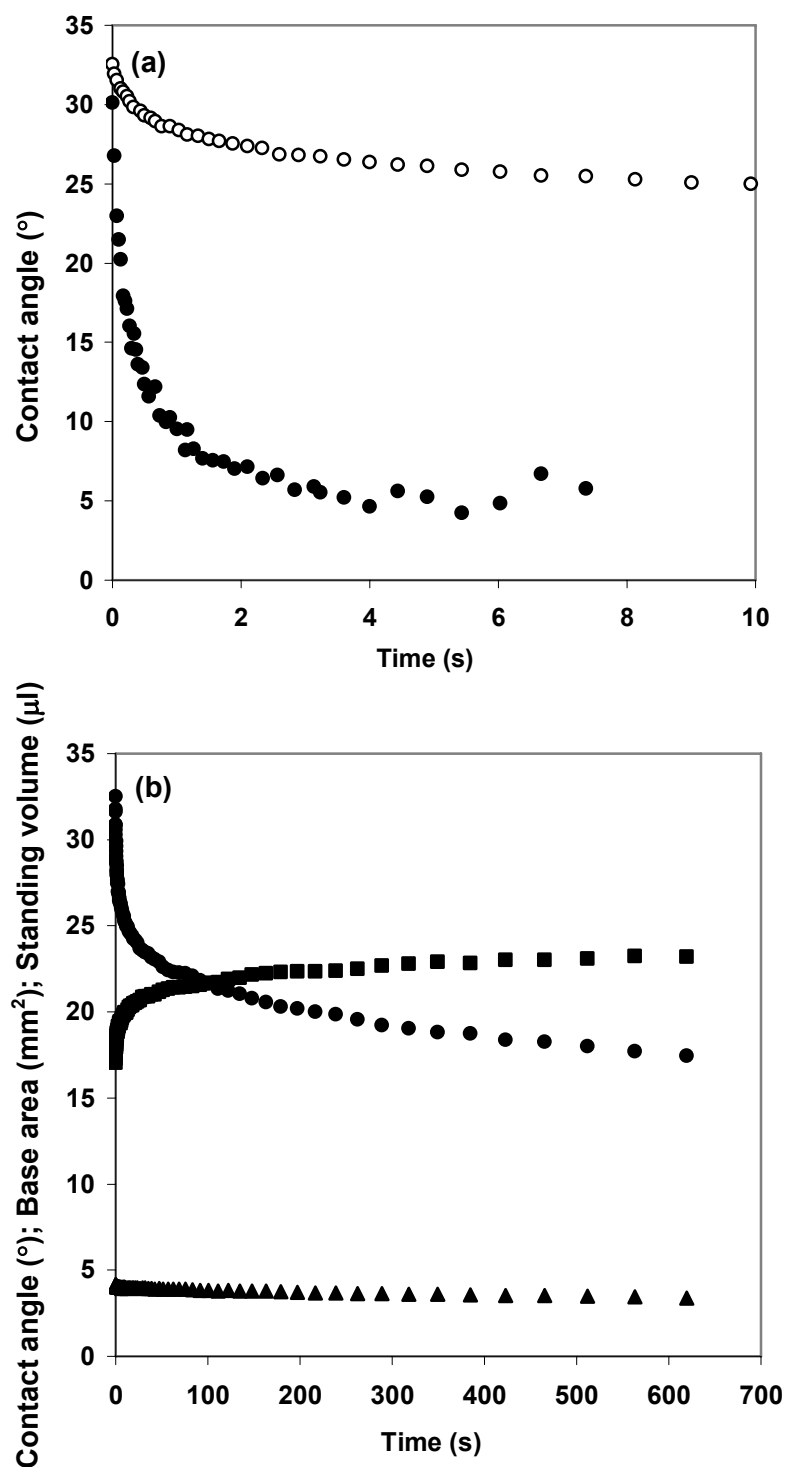 (a)
Contact angle (°)
35
30
25
20
15
10
5
0
0 2 4 6 8 10
Time (s)
(b)
Contact angle (°); Base area (mm²); Standing volume (µl)
35
30
25
20
15
10
5
0
0 100 200 300 400 500 600 700
Time (s)